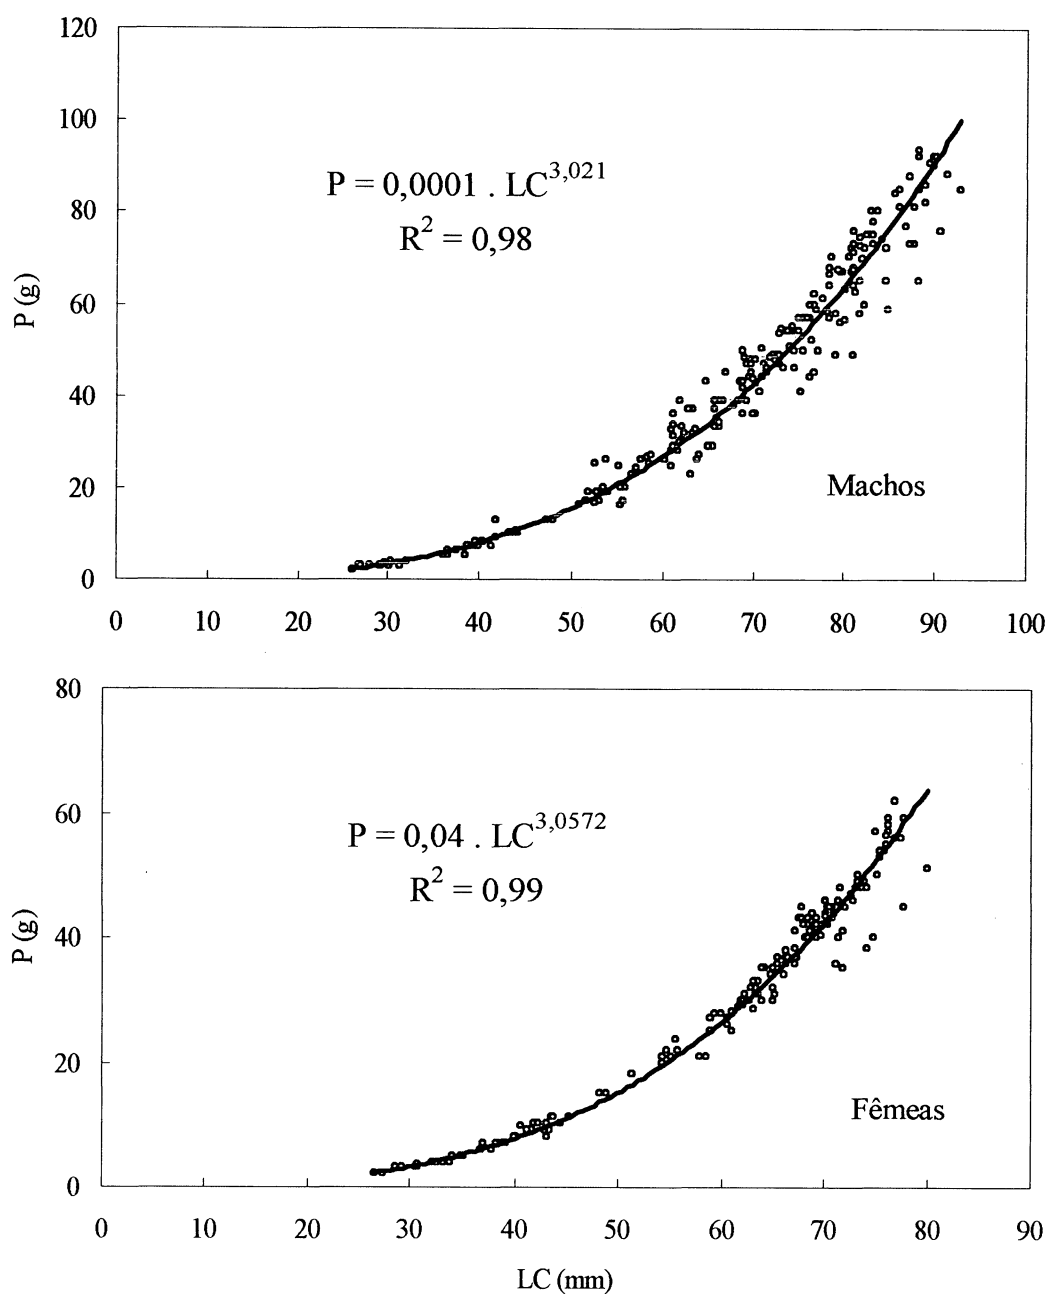 120
100
80
60
40
20
0
P (g)
P = 0,0001 . LC^3,021
R^2 = 0,98
Machos
0 10 20 30 40 50 60 70 80 90 100
80
60
40
20
0
P (g)
P = 0,04 . LC^3,0572
R^2 = 0,99
Fêmeas
0 10 20 30 40 50 60 70 80 90
LC (mm)